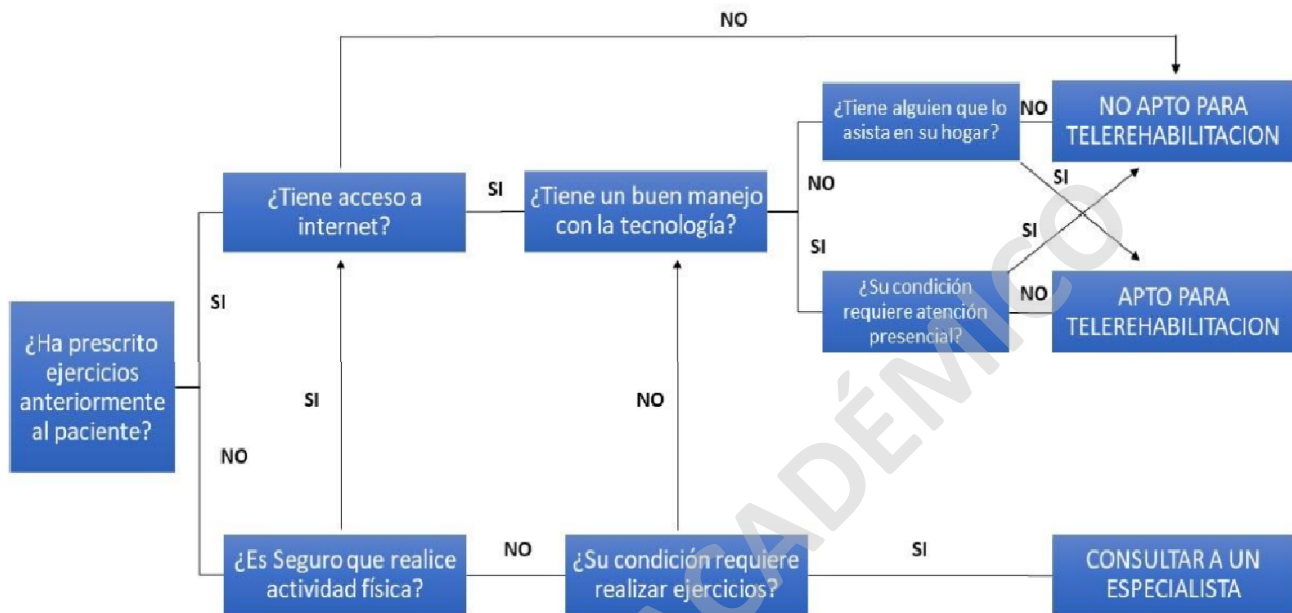 NO
¿Tiene alguien que lo
asista en su hogar?
NO
NO APTO PARA
TELEREHABILITACION
¿Tiene acceso a
internet?
SI
¿Tiene un buen manejo
con la tecnología?
NO
SI
SI
SI
¿Su condición
requiere atención
presencial?
NO
APTO PARA
TELEREHABILITACION
SI
¿Ha prescrito
ejercicios
anteriormente
al paciente?
SI
NO
NO
¿Es Seguro que realice
actividad física?
NO
¿Su condición requiere
realizar ejercicios?
SI
CONSULTAR A UN
ESPECIALISTA
ACADÉMICO